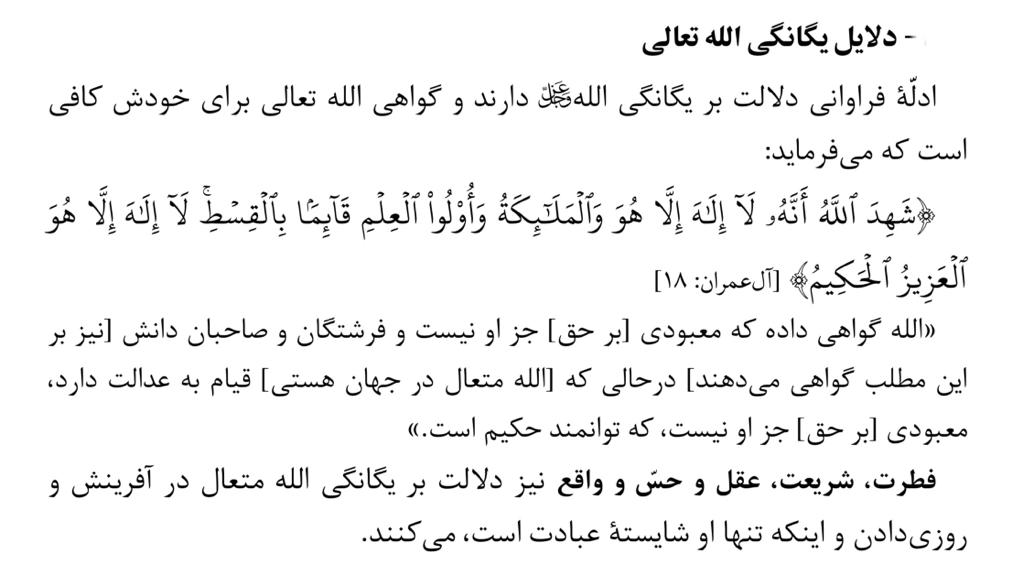 - دلایل یگانگی الله تعالی
ادلّهٔ فراوانی دلالت بر یگانگی الله عزوجل دارند و گواهی الله تعالی برای خودش کافی
است که می‌فرماید:
﴿شَهِدَ ٱللَّهُ أَنَّهُۥ لَآ إِلَٰهَ إِلَّا هُوَ وَٱلۡمَلَٰٓئِكَةُ وَأُوْلُواْ ٱلۡعِلۡمِ قَآئِمَۢا بِٱلۡقِسۡطِۚ لَآ إِلَٰهَ إِلَّا هُوَ
ٱلۡعَزِيزُ ٱلۡحَكِيمُ﴾ [آل‌عمران: ۱۸]
«الله گواهی داده که معبودی [بر حق] جز او نیست و فرشتگان و صاحبان دانش [نیز بر
این مطلب گواهی می‌دهند] درحالی که [الله متعال در جهان هستی] قیام به عدالت دارد،
معبودی [بر حق] جز او نیست، که توانمند حکیم است.»
فطرت، شریعت، عقل و حسّ و واقع نیز دلالت بر یگانگی الله متعال در آفرینش و
روزی‌دادن و اینکه تنها او شایستهٔ عبادت است، می‌کنند.